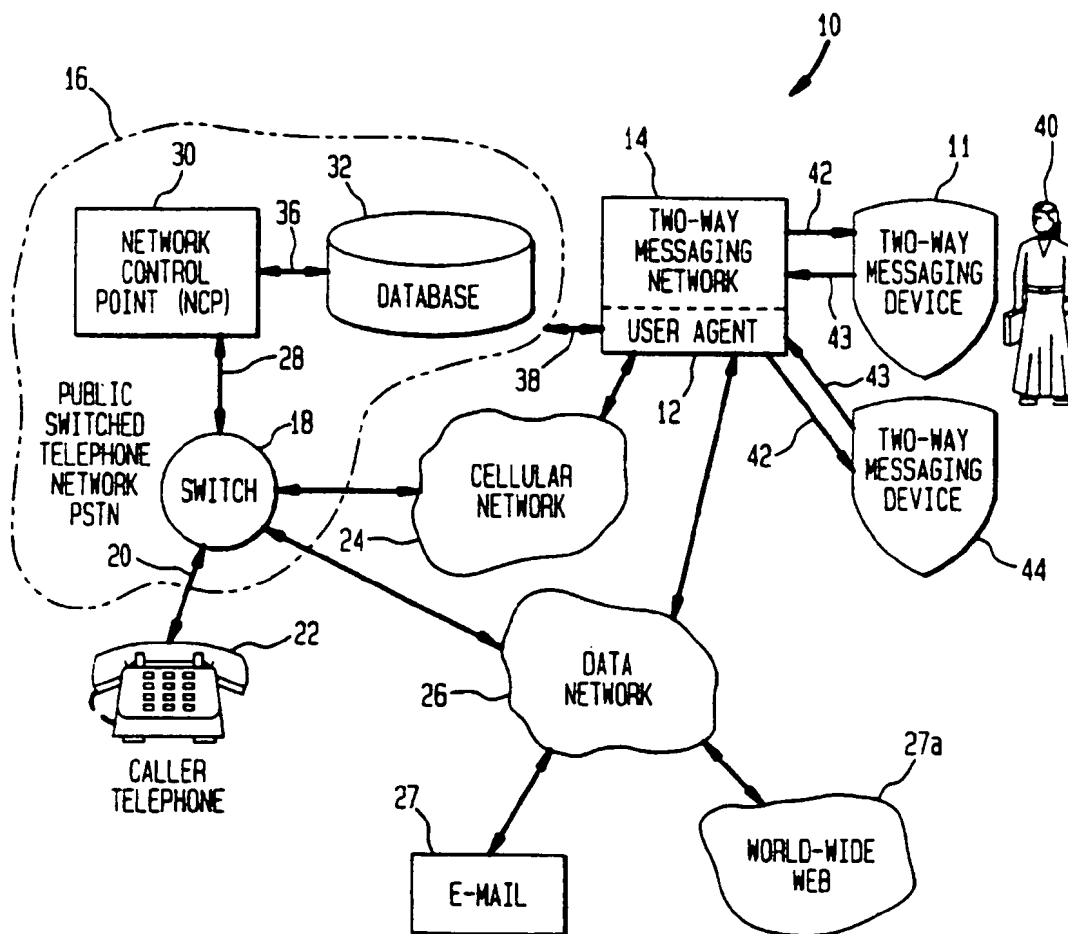 10
16
30
32
14
42
11
40
NETWORK
CONTROL
POINT (NCP)
36
DATABASE
TWO-WAY
MESSAGING
NETWORK
USER AGENT
TWO-WAY
MESSAGING
DEVICE
43
28
38
12
43
42
PUBLIC
SWITCHED
TELEPHONE
NETWORK
PSTN
18
SWITCH
CELLULAR
NETWORK
24
TWO-WAY
MESSAGING
DEVICE
44
20
22
CALLER
TELEPHONE
DATA
NETWORK
26
27
E-MAIL
27a
WORLD-WIDE
WEB